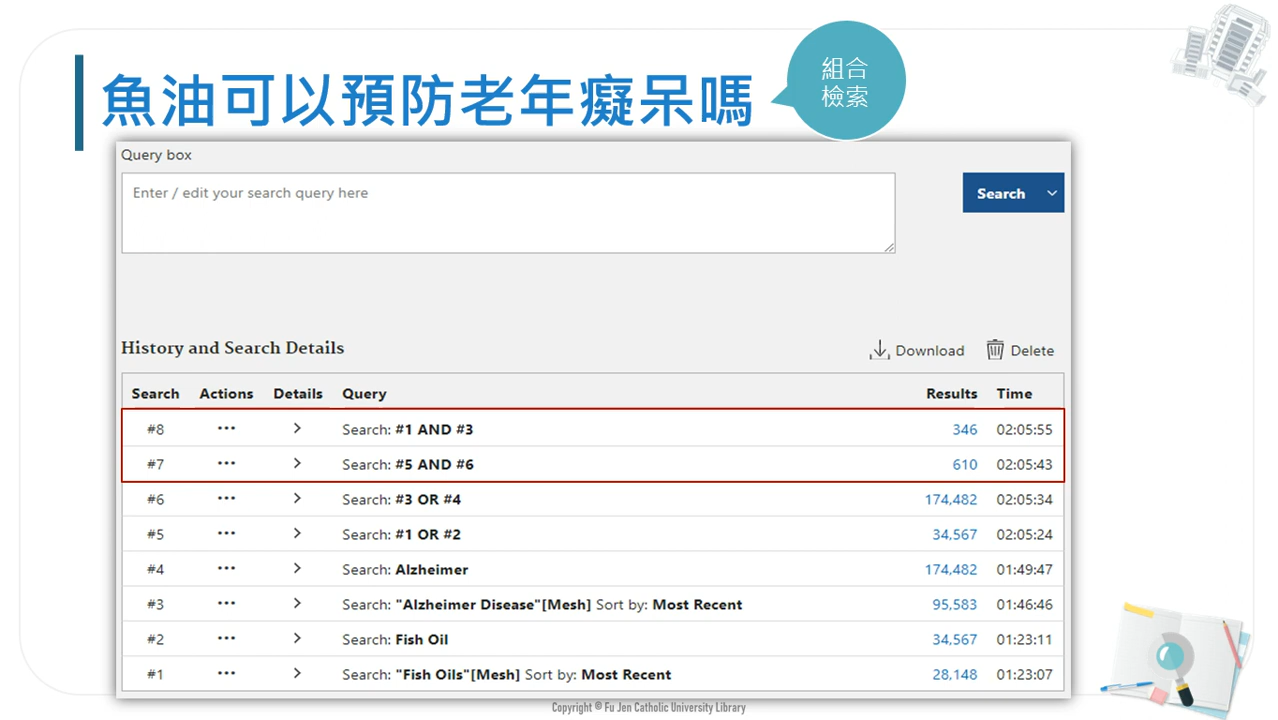 魚油可以預防老年癡呆嗎
組合
檢索
Query box
Enter / edit your search query here
Search
History and Search Details
Download Delete
Search Actions Details Query Results Time
#8 ••• > Search: #1 AND #3 346 02:05:55
#7 ••• > Search: #5 AND #6 610 02:05:43
#6 ••• > Search: #3 OR #4 174,482 02:05:34
#5 ••• > Search: #1 OR #2 34,567 02:05:24
#4 ••• > Search: Alzheimer 174,482 01:49:47
#3 ••• > Search: "Alzheimer Disease"[Mesh] Sort by: Most Recent 95,583 01:46:46
#2 ••• > Search: Fish Oil 34,567 01:23:11
#1 ••• > Search: "Fish Oils"[Mesh] Sort by: Most Recent 28,148 01:23:07
Copyright © Fu Jen Catholic University Library